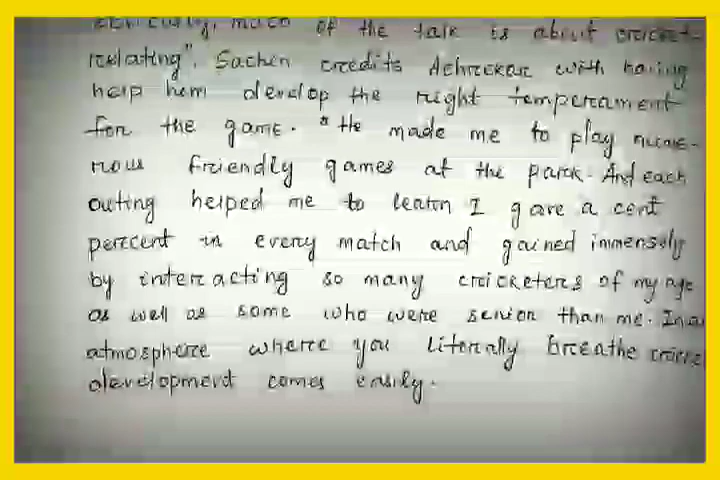 much of the talk is about cricket-
relating". Sachin credits Achrekar with having
help him develop the right temperament
for the game. "He made me to play nume-
rous friendly games at the park. And each
outing helped me to learn I gave a cent
percent in every match and gained immensely
by interacting so many cricketers of my age
as well as some who were senior than me. In a
atmosphere where you literally breathe
development comes easily.